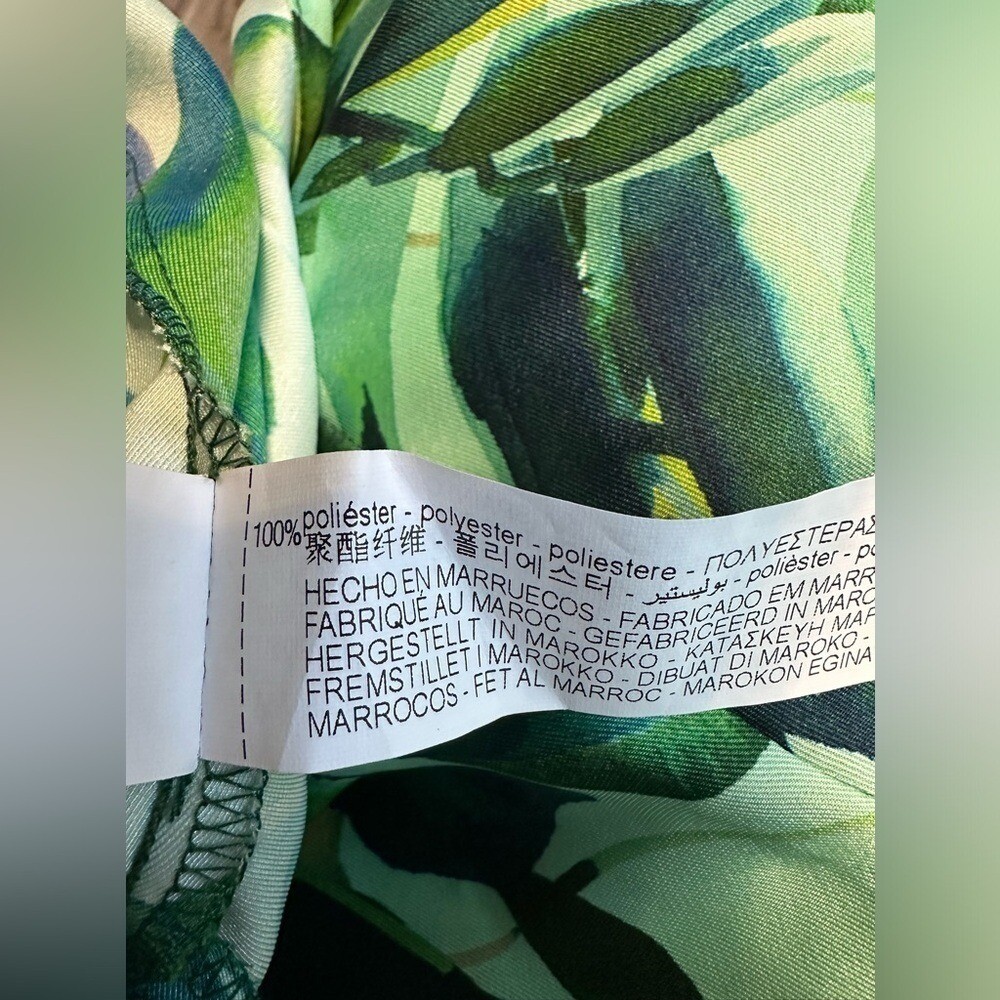 100% poliéster - polyester - poliestere - ΠΟΛΥΕΣΤΕΡΑΣ
聚酯纤维 - 폴리에스터 - بوليستير - polièster -
HECHO EN MARRUECOS - FABRICADO EM MARR
FABRIQUÉ AU MAROC - GEFABRICEERD IN MAROC
HERGESTELLT IN MAROKKO - ΚΑΤΑΣΚΕΥΗ ΜΑΡ
FREMSTILLET I MAROKKO - DIBUAT DI MAROKO -
MARROCOS - FET AL MARROC - MAROKON EGINA